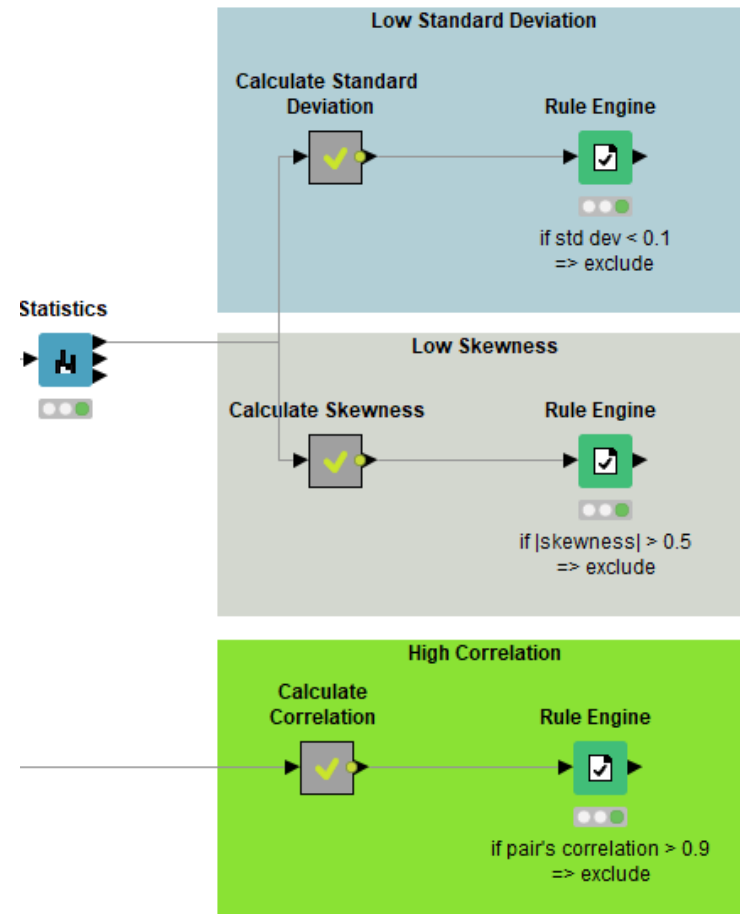 Low Standard Deviation
Calculate Standard
Deviation
Rule Engine
if std dev < 0.1
=> exclude
Statistics
Low Skewness
Calculate Skewness
Rule Engine
if |skewness| > 0.5
=> exclude
High Correlation
Calculate
Correlation
Rule Engine
if pair's correlation > 0.9
=> exclude